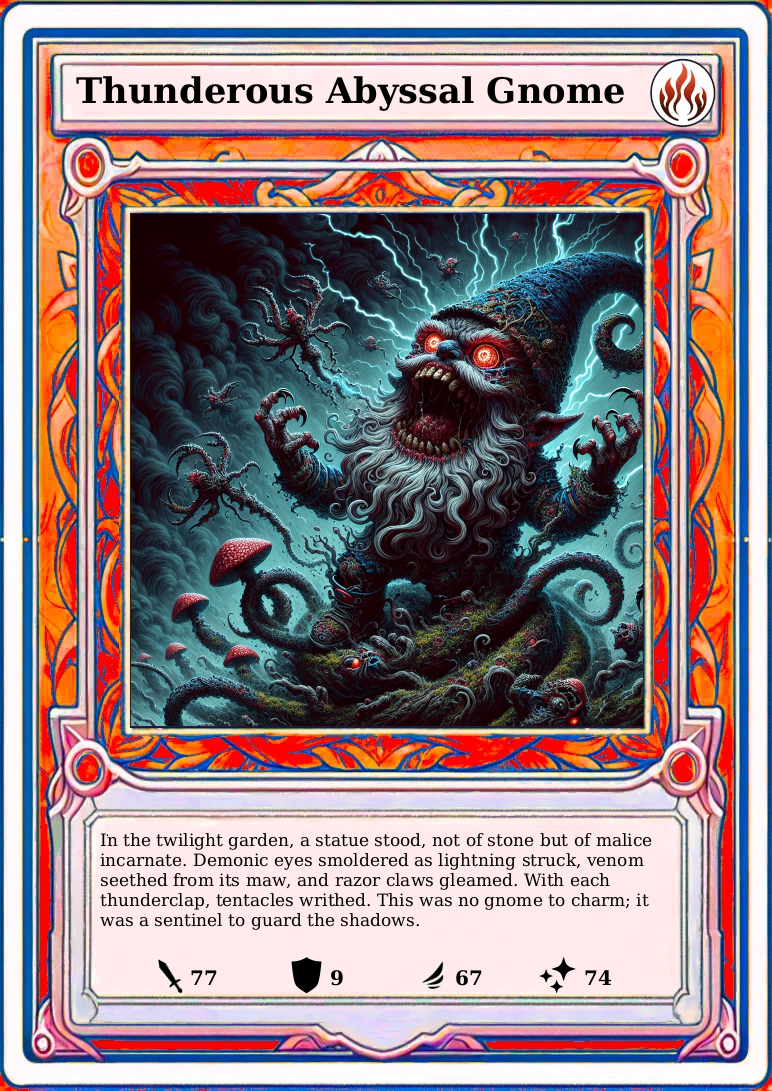 Thunderous Abyssal Gnome
In the twilight garden, a statue stood, not of stone but of malice
incarnate. Demonic eyes smoldered as lightning struck, venom
seethed from its maw, and razor claws gleamed. With each
thunderclap, tentacles writhed. This was no gnome to charm; it
was a sentinel to guard the shadows.
77 9 67 74